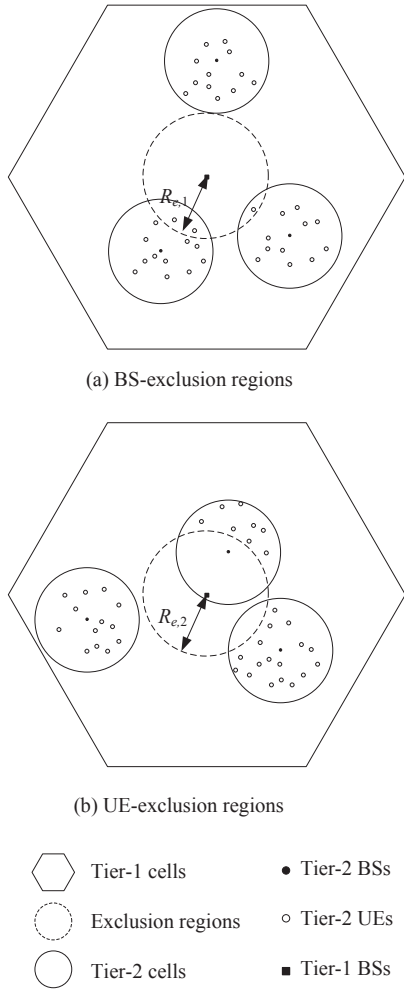 R_{e,1}
(a) BS-exclusion regions
R_{e,2}
(b) UE-exclusion regions
Tier-1 cells
Tier-2 BSs
Exclusion regions
Tier-2 UEs
Tier-2 cells
Tier-1 BSs